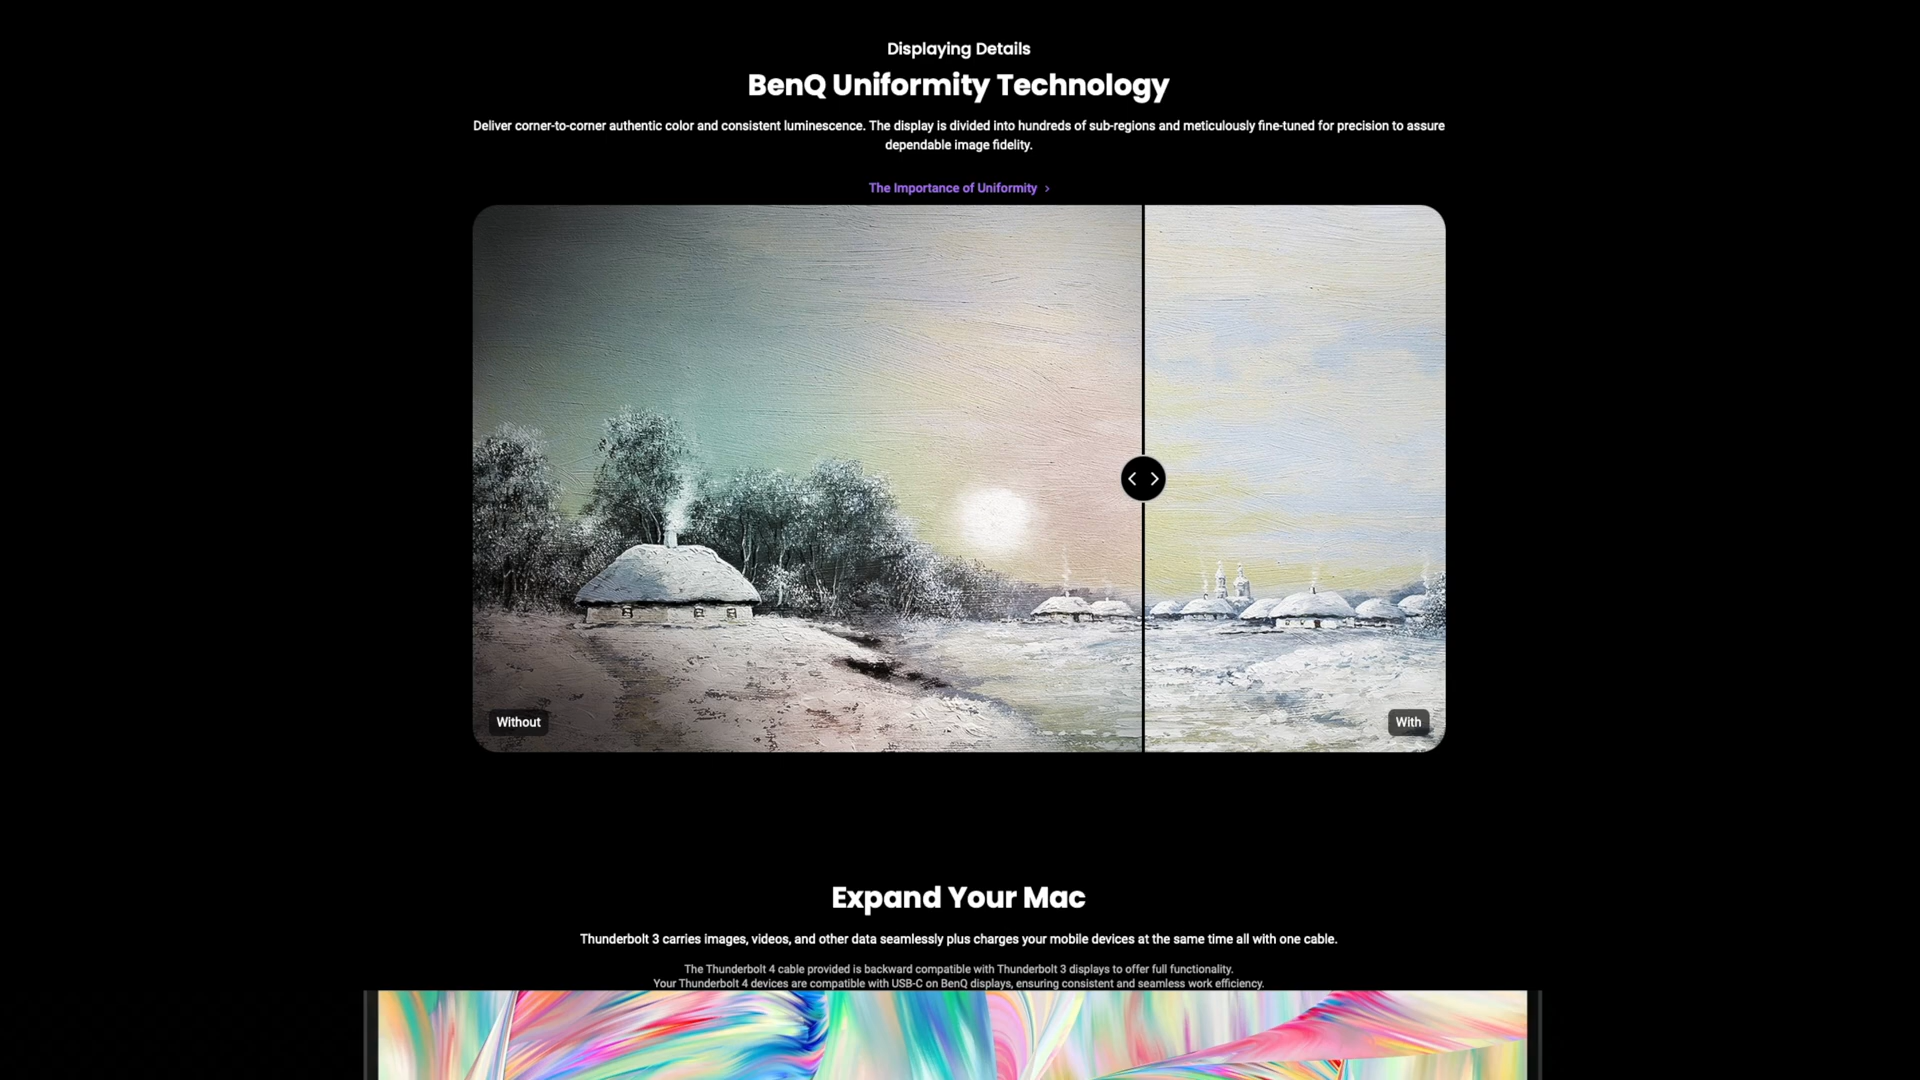 Displaying Details
BenQ Uniformity Technology
Deliver corner-to-corner authentic color and consistent luminescence. The display is divided into hundreds of sub-regions and meticulously fine-tuned for precision to assure
dependable image fidelity.
The Importance of Uniformity >
Without
With
Expand Your Mac
Thunderbolt 3 carries images, videos, and other data seamlessly plus charges your mobile devices at the same time all with one cable.
The Thunderbolt 4 cable provided is backward compatible with Thunderbolt 3 displays to offer full functionality.
Your Thunderbolt 4 devices are compatible with USB-C on BenQ displays, ensuring consistent and seamless work efficiency.